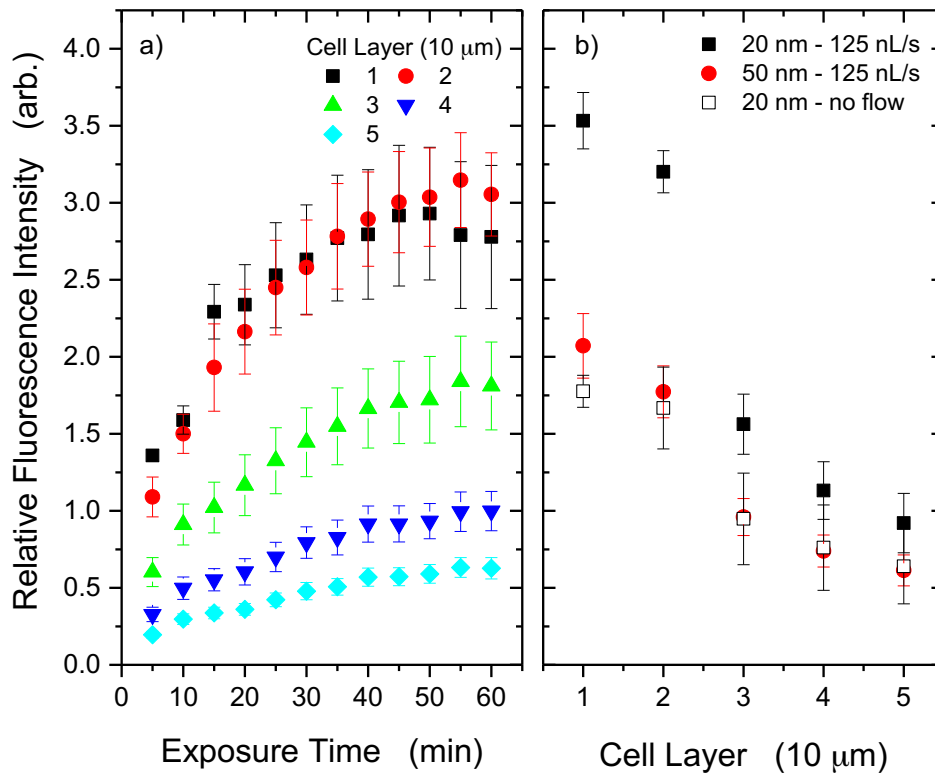 Relative Fluorescence Intensity (arb.)
4.0
3.5
3.0
2.5
2.0
1.5
1.0
0.5
0.0
a)
Cell Layer (10 μm)
1 2
3 4
5
0 10 20 30 40 50 60
Exposure Time (min)
b)
20 nm - 125 nL/s
50 nm - 125 nL/s
20 nm - no flow
1 2 3 4 5
Cell Layer (10 μm)